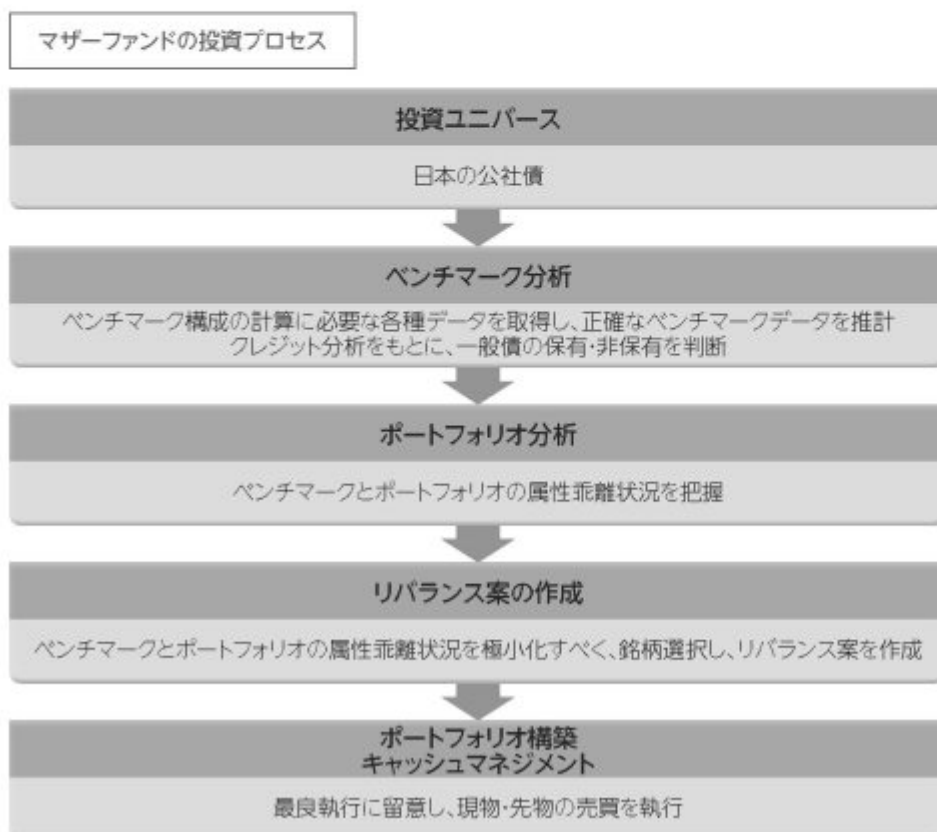 マザーファンドの投資プロセス
投資ユニバース
日本の公社債
ベンチマーク分析
ベンチマーク構成の計算に必要な各種データを取得し、正確なベンチマークデータを推計
クレジット分析をもとに、一般債の保有・非保有を判断
ポートフォリオ分析
ベンチマークとポートフォリオの属性乖離状況を把握
リバランス案の作成
ベンチマークとポートフォリオの属性乖離状況を極小化すべく、銘柄選択し、リバランス案を作成
ポートフォリオ構築
キャッシュマネジメント
最良執行に留意し、現物・先物の売買を執行